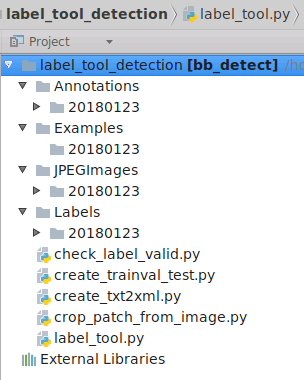 label_tool_detection label_tool.py
Project
label_tool_detection [bb_detect]
Annotations
20180123
Examples
20180123
JPEGImages
20180123
Labels
20180123
check_label_valid.py
create_trainval_test.py
create_txt2xml.py
crop_patch_from_image.py
label_tool.py
External Libraries